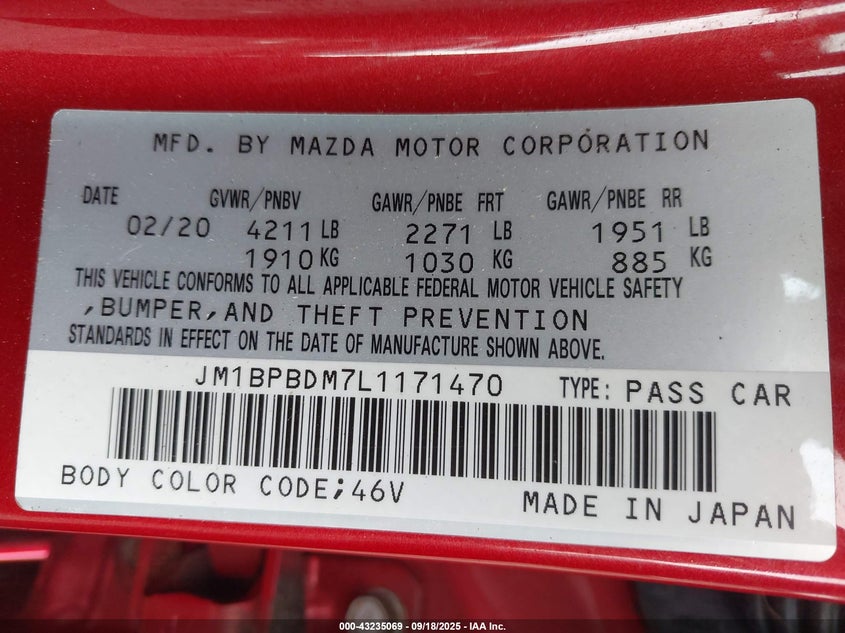 MFD. BY MAZDA MOTOR CORPORATION
DATE GVWR/PNBV GAWR/PNBE FRT GAWR/PNBE RR
02/20 4211 LB 2271 LB 1951 LB
1910 KG 1030 KG 885 KG
THIS VEHICLE CONFORMS TO ALL APPLICABLE FEDERAL MOTOR VEHICLE SAFETY
,BUMPER,AND THEFT PREVENTION
STANDARDS IN EFFECT ON THE DATE OF MANUFACTURE SHOWN ABOVE.
JM1BPBDM7L1171470 TYPE: PASS CAR
BODY COLOR CODE;46V
MADE IN JAPAN
000-43235069 - 09/18/2025 - IAA Inc.